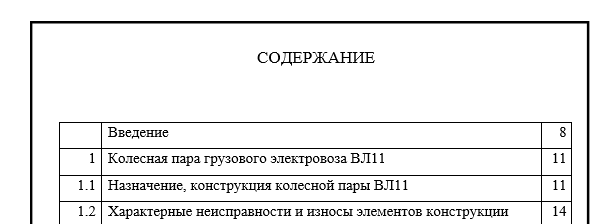 СОДЕРЖАНИЕ
Введение 8
1 Колесная пара грузового электровоза ВЛ11 11
1.1 Назначение, конструкция колесной пары ВЛ11 11
1.2 Характерные неисправности и износы элементов конструкции 14